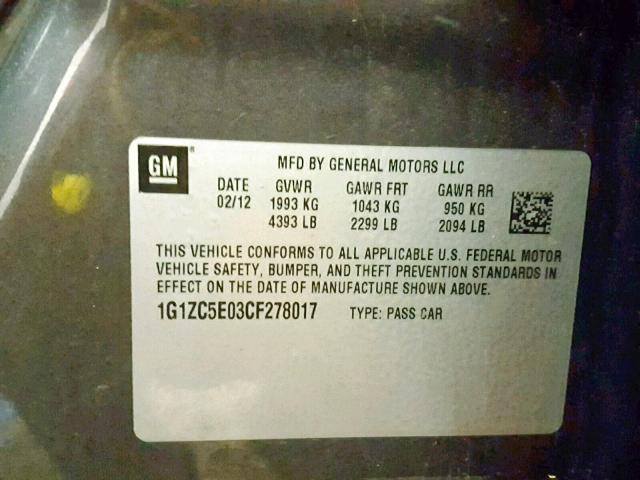 GM
MFD BY GENERAL MOTORS LLC
DATE GVWR GAWR FRT GAWR RR
02/12 1993 KG 1043 KG 950 KG
4393 LB 2299 LB 2094 LB
THIS VEHICLE CONFORMS TO ALL APPLICABLE U.S. FEDERAL MOTOR
VEHICLE SAFETY, BUMPER, AND THEFT PREVENTION STANDARDS IN
EFFECT ON THE DATE OF MANUFACTURE SHOWN ABOVE.
1G1ZC5E03CF278017 TYPE: PASS CAR